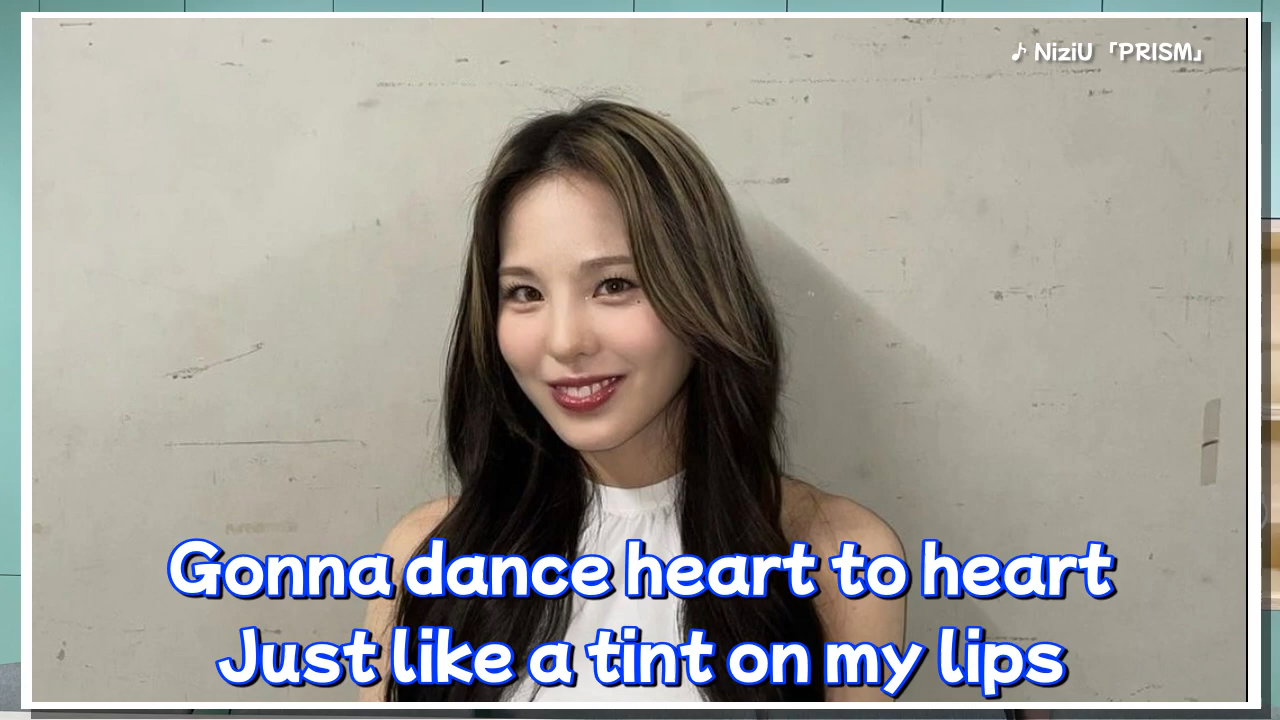 ♪ NiziU 「PRISM」
Gonna dance heart to heart
Just like a tint on my lips